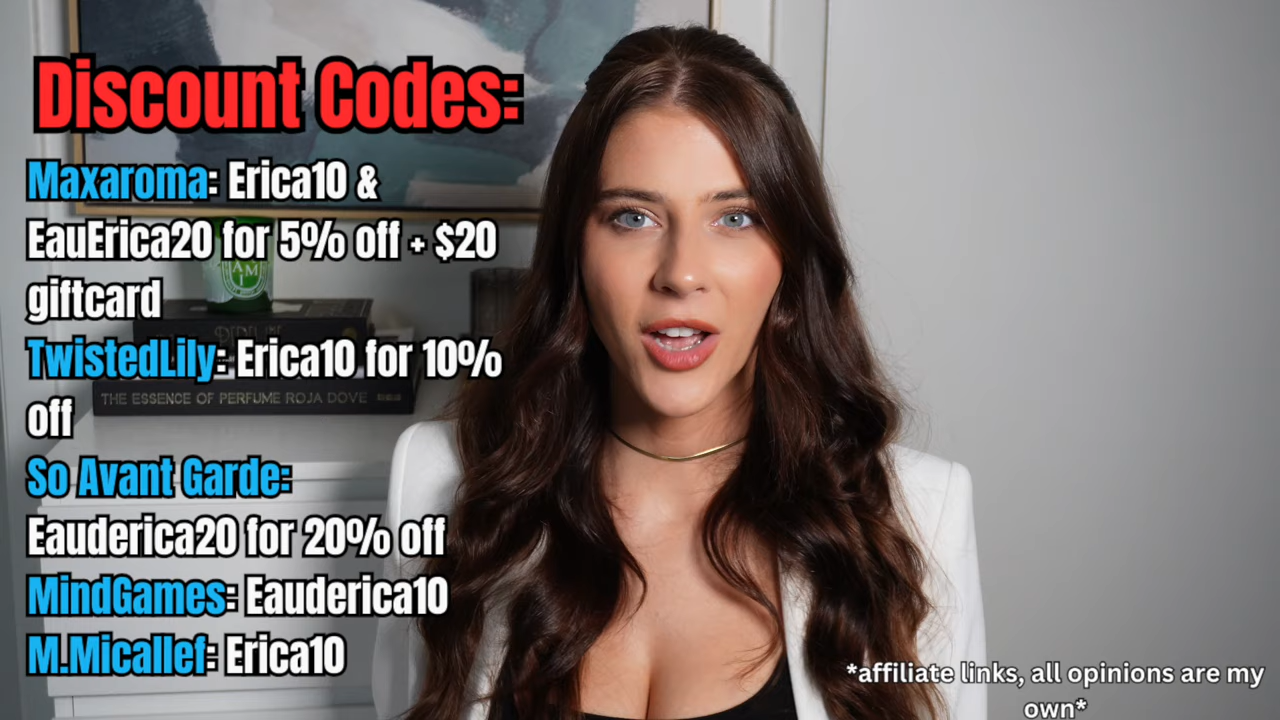 Discount Codes:
Maxaroma: Erica10 &
EauErica20 for 5% off + $20
giftcard
TwistedLily: Erica10 for 10%
off
So Avant Garde:
Eauderica20 for 20% off
MindGames: Eauderica10
M.Micallef: Erica10
THE ESSENCE OF PERFUME ROJA DOVE
*affiliate links, all opinions are my
own*